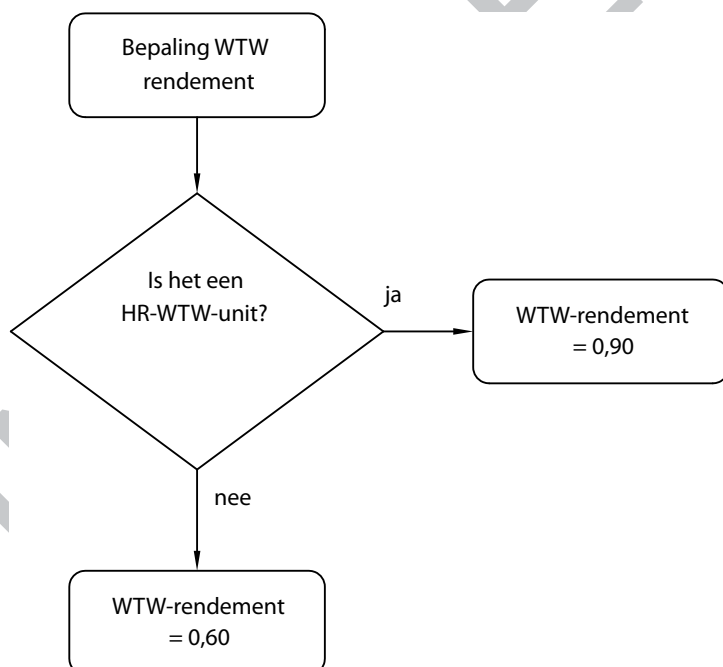 Bepaling WTW
rendement
Is het een
HR-WTW-unit?
ja
WTW-rendement
= 0,90
nee
WTW-rendement
= 0,60